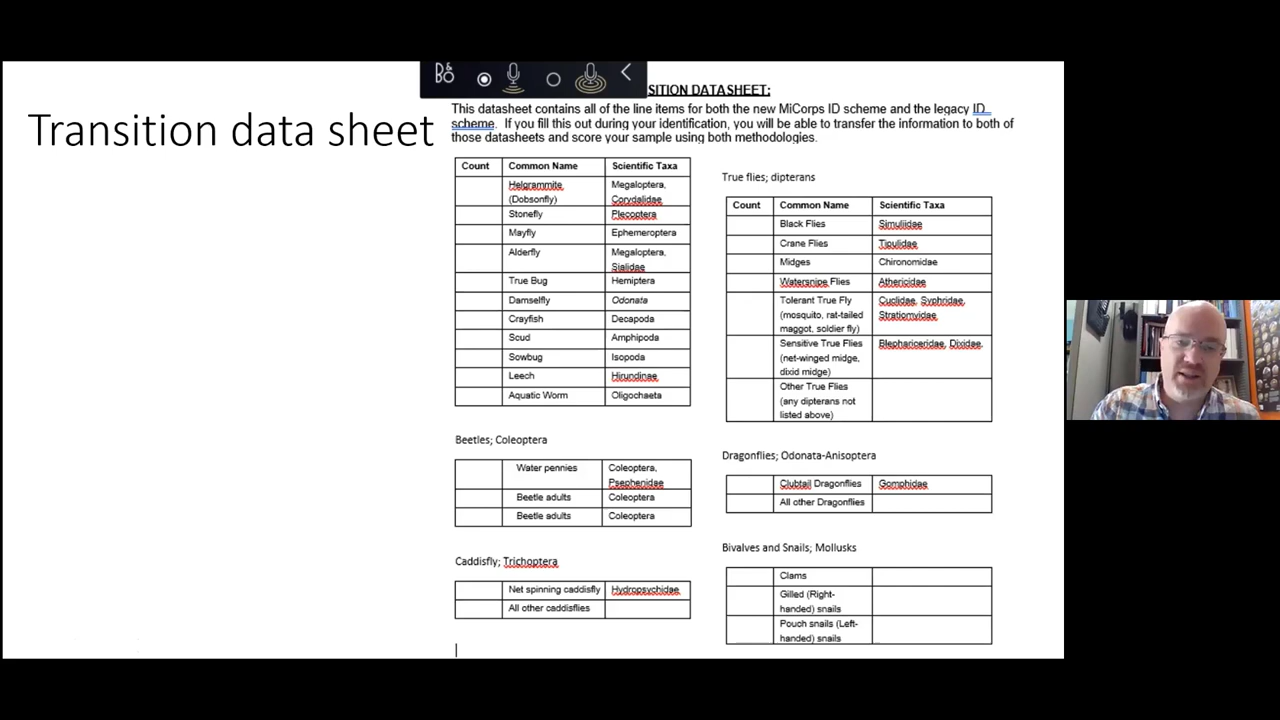 B&O
Transition data sheet
SITION DATASHEET:
This datasheet contains all of the line items for both the new MiCorps ID scheme and the legacy ID
scheme. If you fill this out during your identification, you will be able to transfer the information to both of
those datasheets and score your sample using both methodologies.
Count Common Name Scientific Taxa
Helgrammite Megaloptera,
(Dobsonfly) Corydalidae
Stonefly Plecoptera
Mayfly Ephemeroptera
Alderfly Megaloptera,
Sialidae
True Bug Hemiptera
Damselfly Odonata
Crayfish Decapoda
Scud Amphipoda
Sowbug Isopoda
Leech Hirundinae
Aquatic Worm Oligochaeta
Beetles; Coleoptera
Water pennies Coleoptera,
Psephenidae
Beetle adults Coleoptera
Beetle adults Coleoptera
Caddisfly; Trichoptera
Net spinning caddisfly Hydropsychidae
All other caddisflies
True flies; dipterans
Count Common Name Scientific Taxa
Black Flies Simuliidae
Crane Flies Tipulidae
Midges Chironomidae
Watersnipe Flies Athericidae
Tolerant True Fly Cuclidae, Syphridae,
(mosquito, rat-tailed Stratiomyidae
maggot, soldier fly)
Sensitive True Flies Blephariceridae, Dixidae,
(net-winged midge,
dixid midge)
Other True Flies
(any dipterans not
listed above)
Dragonflies; Odonata-Anisoptera
Clubtail Dragonflies Gomphidae
All other Dragonflies
Bivalves and Snails; Mollusks
Clams
Gilled (Right-
handed) snails
Pouch snails (Left-
handed) snails